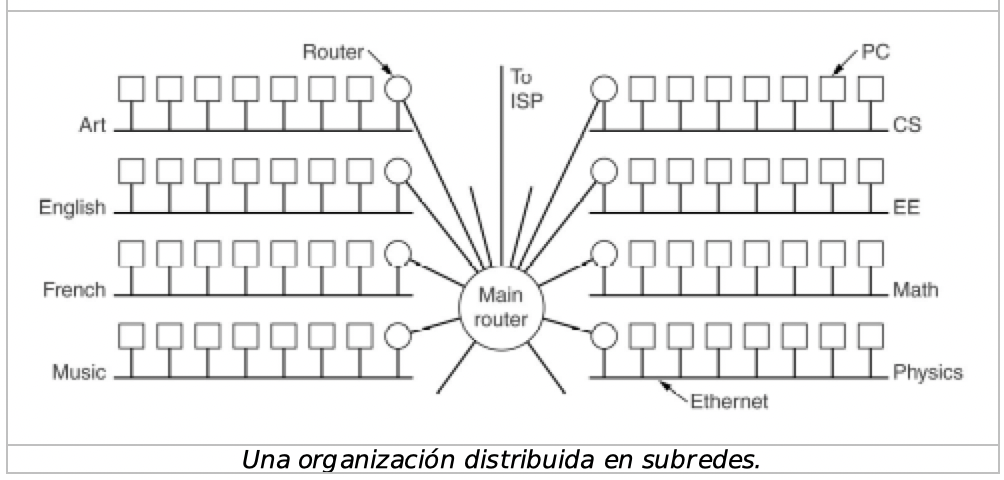 Router
PC
To
ISP
Art
CS
English
EE
French
Math
Main
router
Music
Physics
Ethernet
Una organización distribuida en subredes.